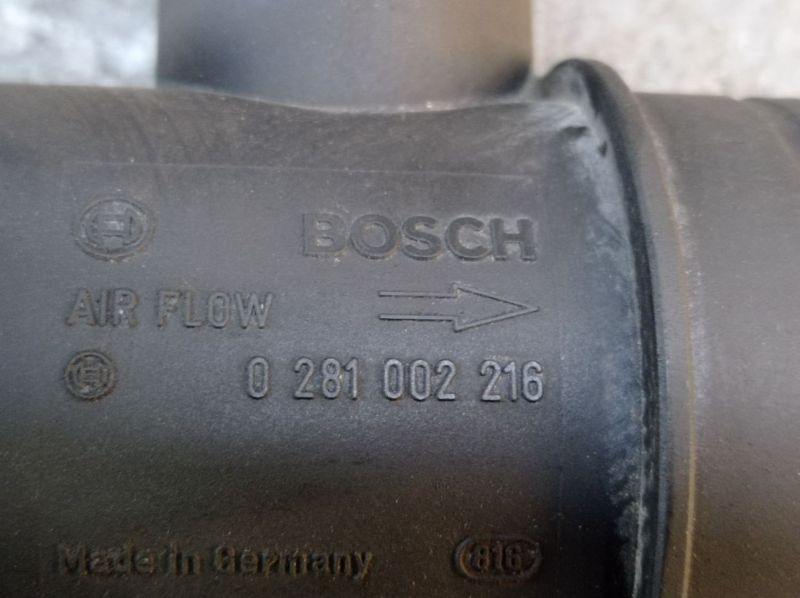 BOSCH
AIR FLOW
0 281 002 216
Made in Germany 816